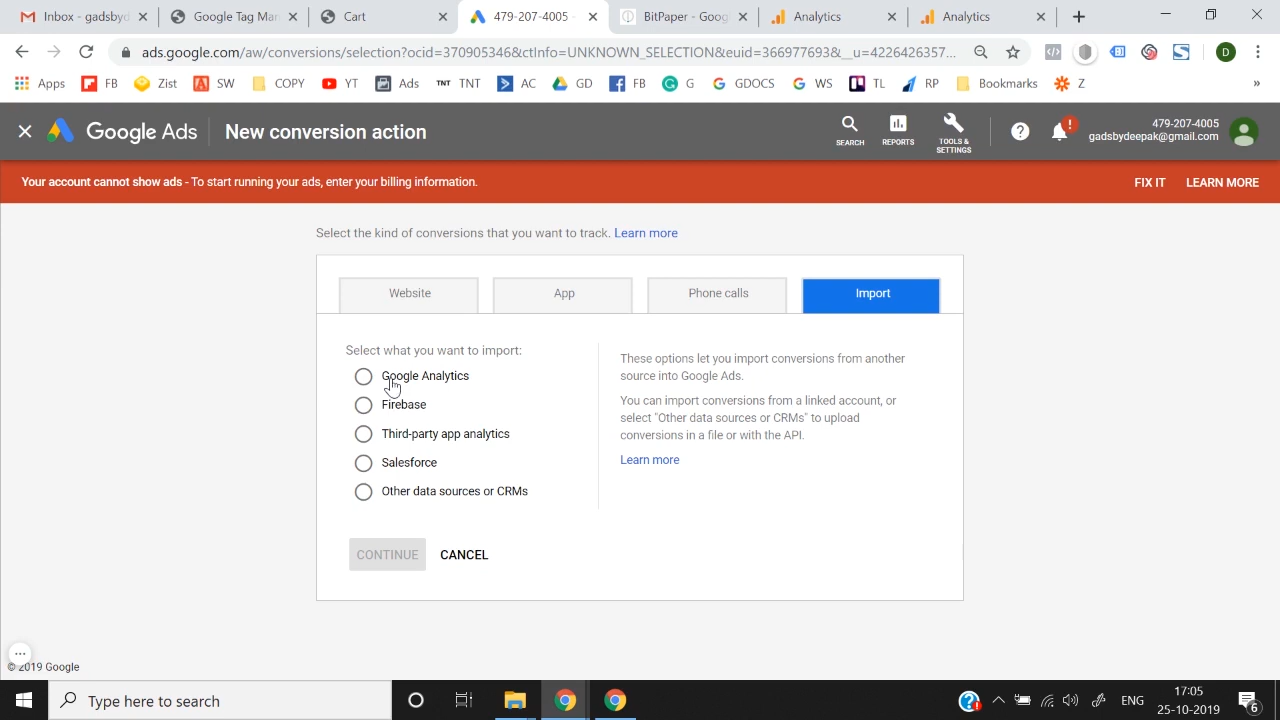 Inbox - gadsby
Google Tag Mar
Cart
479-207-4005 -
BitPaper - Goog
Analytics
Analytics
ads.google.com/aw/conversions/selection?ocid=370905346&ctInfo=UNKNOWN_SELECTION&euid=366977693&__u=4226426357...
D
Apps
FB
Zist
SW
COPY
YT
Ads
TNT TNT
AC
GD
FB
G
GDOCS
WS
TL
RP
Bookmarks
Z
»
Google Ads
New conversion action
SEARCH
REPORTS
TOOLS &
SETTINGS
479-207-4005
gadsbydeepak@gmail.com
Your account cannot show ads - To start running your ads, enter your billing information.
FIX IT
LEARN MORE
Select the kind of conversions that you want to track. Learn more
Website
App
Phone calls
Import
Select what you want to import:
Google Analytics
Firebase
Third-party app analytics
Salesforce
Other data sources or CRMs
These options let you import conversions from another
source into Google Ads.
You can import conversions from a linked account, or
select "Other data sources or CRMs" to upload
conversions in a file or with the API.
Learn more
CONTINUE
CANCEL
© 2019 Google
Type here to search
ENG
17:05
25-10-2019
6